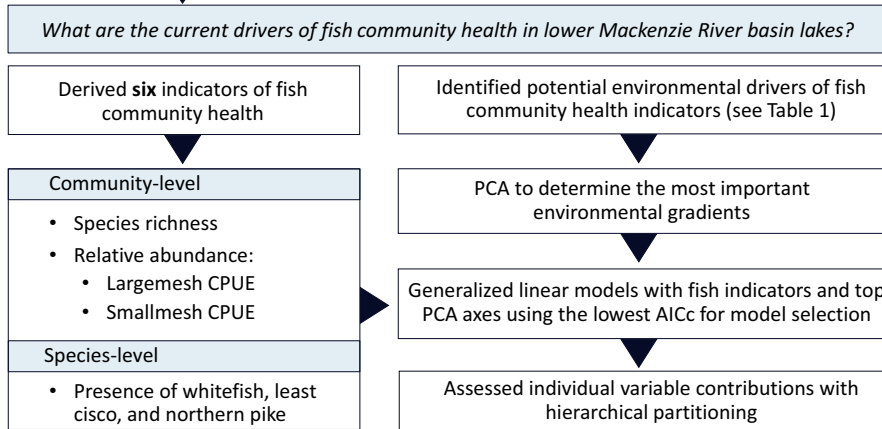 What are the current drivers of fish community health in lower Mackenzie River basin lakes?
Derived six indicators of fish
community health
Community-level
• Species richness
• Relative abundance:
• Largemesh CPUE
• Smallmesh CPUE
Species-level
• Presence of whitefish, least
cisco, and northern pike
Identified potential environmental drivers of fish
community health indicators (see Table 1)
PCA to determine the most important
environmental gradients
Generalized linear models with fish indicators and top
PCA axes using the lowest AICc for model selection
Assessed individual variable contributions with
hierarchical partitioning